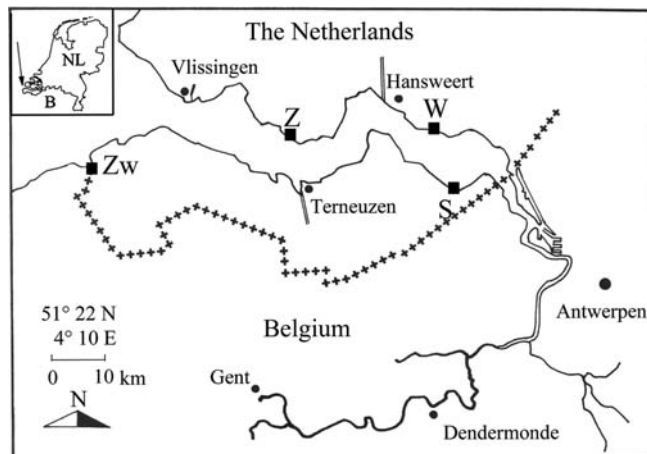 The Netherlands
NL
B
Vlissingen
Hansweert
Z
W
Zw
Terneuzen
S
51° 22 N
4° 10 E
0 10 km
N
Belgium
Antwerpen
Gent
Dendermonde